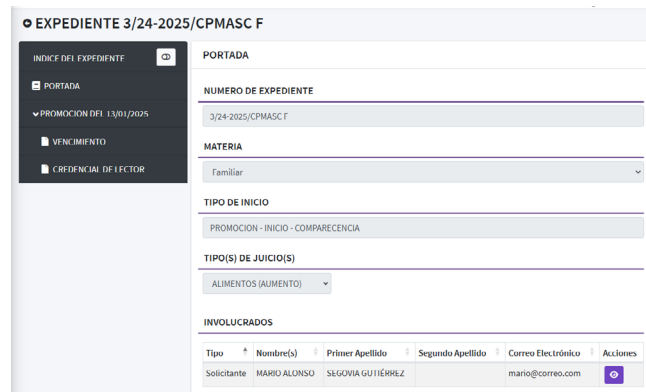 EXPEDIENTE 3/24-2025/CPMASC F
INDICE DEL EXPEDIENTE
PORTADA
PROMOCION DEL 13/01/2025
VENCIMIENTO
CREDENCIAL DE LECTOR
PORTADA
NUMERO DE EXPEDIENTE
3/24-2025/CPMASC F
MATERIA
Familiar
TIPO DE INICIO
PROMOCION - INICIO - COMPARECENCIA
TIPO(S) DE JUICIO(S)
ALIMENTOS (AUMENTO)
INVOLUCRADOS
Tipo Nombre(s) Primer Apellido Segundo Apellido Correo Electrónico Acciones
Solicitante MARIO ALONSO SEGOVIA GUTIÉRREZ mario@correo.com